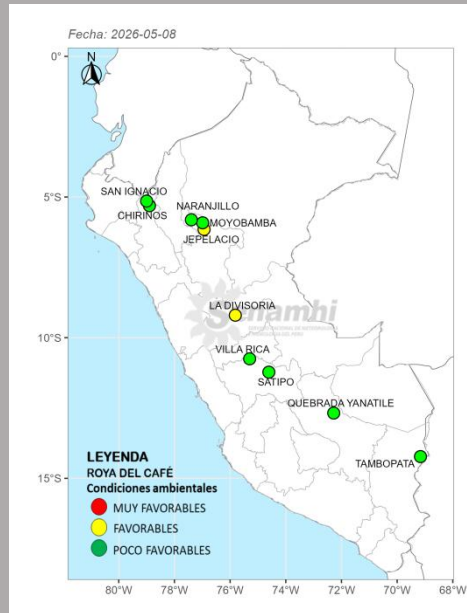 Fecha: 2026-05-08
N
0°
5°S
10°S
15°S
SAN IGNACIO
CHIRINOS
NARANJILLO
MOYOBAMBA
JEPELACIO
LA DIVISORIA
Senamhi
VILLA RICA
SATIPO
QUEBRADA YANATILE
TAMBOPATA
LEYENDA
ROYA DEL CAFÉ
Condiciones ambientales
MUY FAVORABLES
FAVORABLES
POCO FAVORABLES
80°W 78°W 76°W 74°W 72°W 70°W 68°W